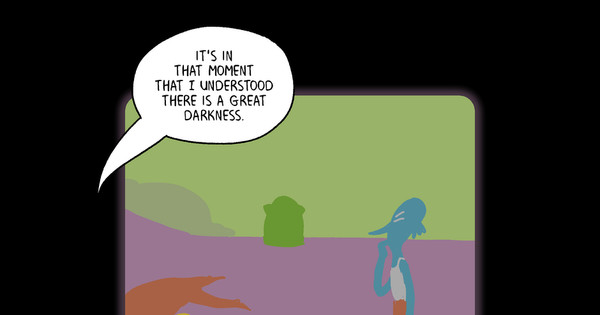 IT'S IN
THAT MOMENT
THAT I UNDERSTOOD
THERE IS A GREAT
DARKNESS.